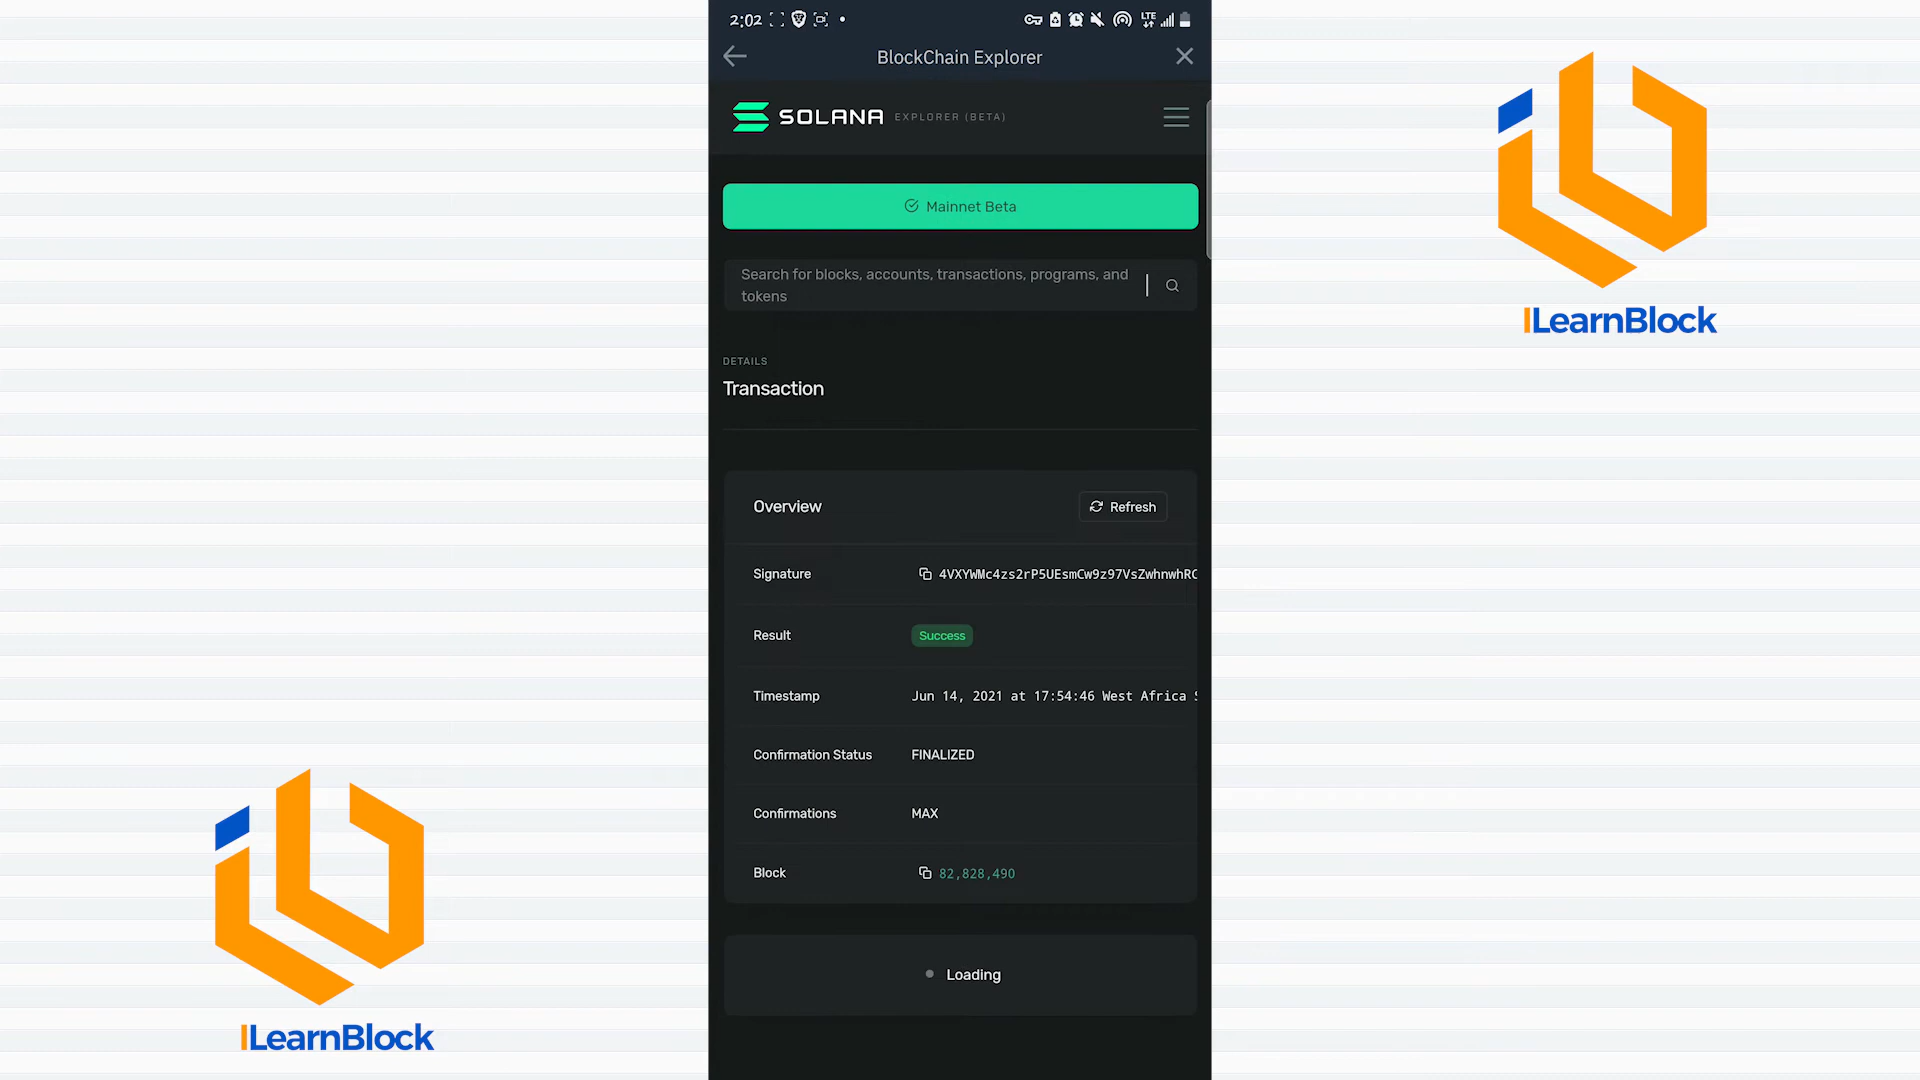 2:02
LTE
BlockChain Explorer
SOLANA EXPLORER (BETA)
Mainnet Beta
Search for blocks, accounts, transactions, programs, and
tokens
DETAILS
Transaction
Overview
Refresh
Signature 4VXYWMc4zs2rP5UEsmCw9z97VsZwhnwhRC
Result Success
Timestamp Jun 14, 2021 at 17:54:46 West Africa S
Confirmation Status FINALIZED
Confirmations MAX
Block 82,828,490
Loading
ILearnBlock
ILearnBlock